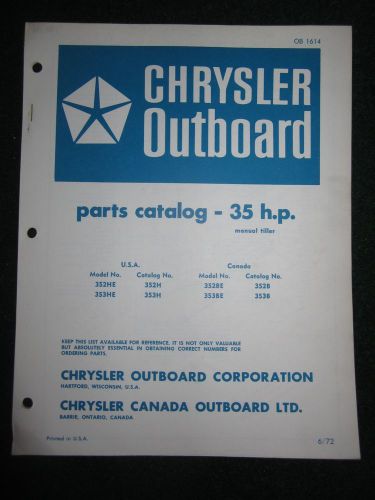 OB 1614
CHRYSLER
Outboard
parts catalog - 35 h.p.
manual tiller
U.S.A. Canada
Model No. Catalog No. Model No. Catalog No.
352HE 352H 352BE 352B
353HE 353H 353BE 353B
KEEP THIS LIST AVAILABLE FOR REFERENCE. IT IS NOT ONLY VALUABLE
BUT ABSOLUTELY ESSENTIAL IN OBTAINING CORRECT NUMBERS FOR
ORDERING PARTS.
CHRYSLER OUTBOARD CORPORATION
HARTFORD, WISCONSIN, U.S.A.
CHRYSLER CANADA OUTBOARD LTD.
BARRIE, ONTARIO, CANADA
Printed in U.S.A. 6/72